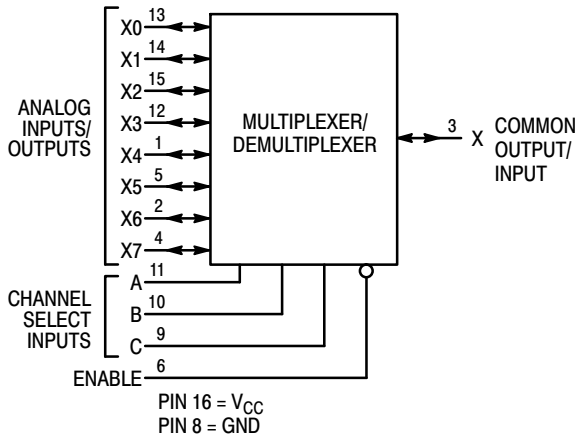 ANALOG
INPUTS/
OUTPUTS
X0 13
X1 14
X2 15
X3 12
X4 1
X5 5
X6 2
X7 4
MULTIPLEXER/
DEMULTIPLEXER
3 X COMMON
OUTPUT/
INPUT
CHANNEL
SELECT
INPUTS
A 11
B 10
C 9
ENABLE 6
PIN 16 = VCC
PIN 8 = GND